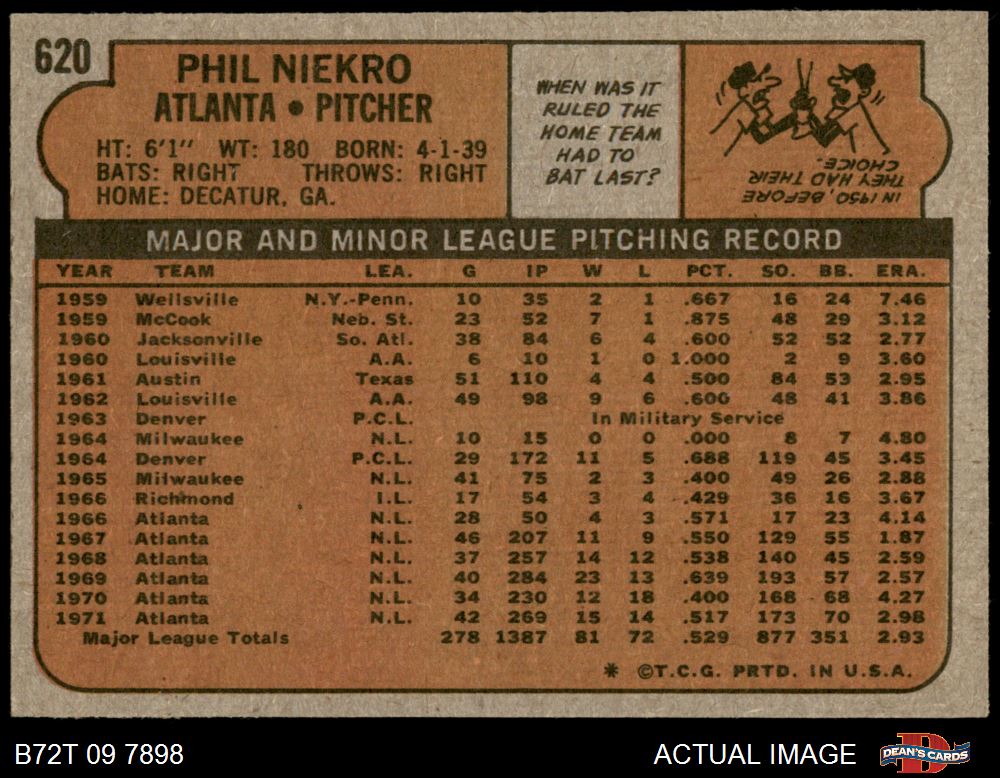 620
PHIL NIEKRO
ATLANTA • PITCHER
HT: 6'1" WT: 180 BORN: 4-1-39
BATS: RIGHT THROWS: RIGHT
HOME: DECATUR, GA.
WHEN WAS IT
RULED THE
HOME TEAM
HAD TO
BAT LAST?
IN 1950, BEFORE
THEY HAD THEIR
CHOICE.
MAJOR AND MINOR LEAGUE PITCHING RECORD
YEAR TEAM LEA. G IP W L PCT. SO. BB. ERA.
1959 Wellsville N.Y.-Penn. 10 35 2 1 .667 16 24 7.46
1959 McCook Neb. St. 23 52 7 1 .875 48 29 3.12
1960 Jacksonville So. Atl. 38 84 6 4 .600 52 52 2.77
1960 Louisville A.A. 6 10 1 0 1.000 2 9 3.60
1961 Austin Texas 51 110 4 4 .500 84 53 2.95
1962 Louisville A.A. 49 98 9 6 .600 48 41 3.86
1963 Denver P.C.L. In Military Service
1964 Milwaukee N.L. 10 15 0 0 .000 8 7 4.80
1964 Denver P.C.L. 29 172 11 5 .688 119 45 3.45
1965 Milwaukee N.L. 41 75 2 3 .400 49 26 2.88
1966 Richmond I.L. 17 54 3 4 .429 36 16 3.67
1966 Atlanta N.L. 28 50 4 3 .571 17 23 4.14
1967 Atlanta N.L. 46 207 11 9 .550 129 55 1.87
1968 Atlanta N.L. 37 257 14 12 .538 140 45 2.59
1969 Atlanta N.L. 40 284 23 13 .639 193 57 2.57
1970 Atlanta N.L. 34 230 12 18 .400 168 68 4.27
1971 Atlanta N.L. 42 269 15 14 .517 173 70 2.98
Major League Totals 278 1387 81 72 .529 877 351 2.93
* ©T.C.G. PRTD. IN U.S.A.
B72T 09 7898
ACTUAL IMAGE
DEAN'S CARDS